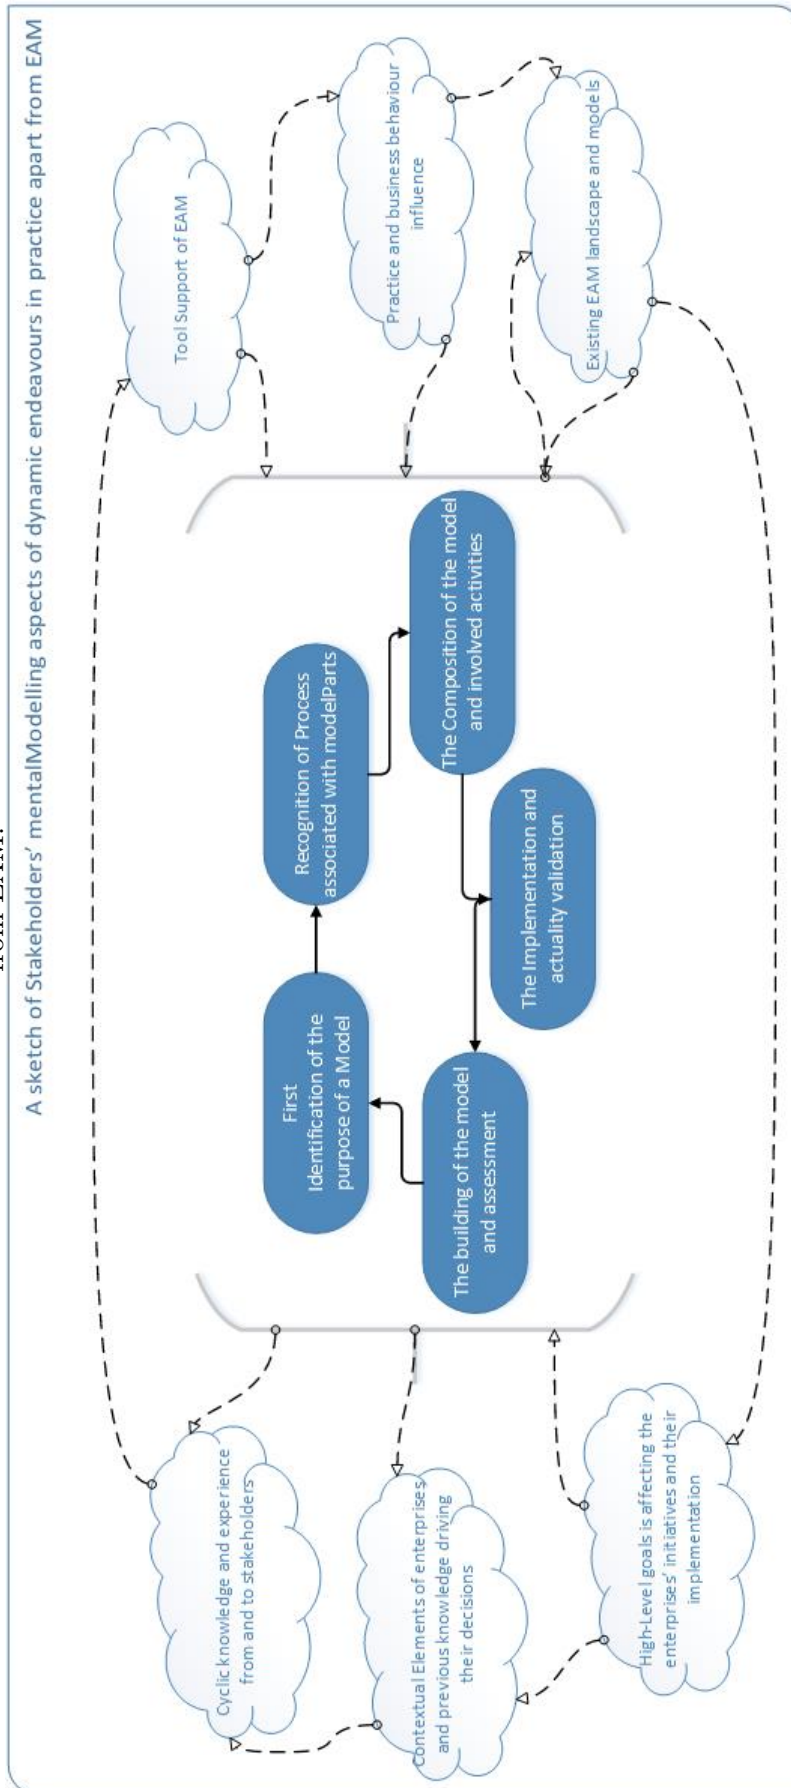 from EAM.
A sketch of Stakeholders' mentalModelling aspects of dynamic endeavours in practice apart from EAM
Cyclic knowledge and experience
from and to stakeholders
Tool Support of EAM
First
Identification of the
purpose of a Model
Recognition of Process
associated with modelParts
Contextual Elements of enterprises
and previous knowledge driving
their decisions
Practice and business behaviour
influence
The building of the model
and assessment
The Composition of the model
and involved activities
The Implementation and
actuality validation
High-Level goals is affecting the
enterprises' initiatives and their
implementation
Existing EAM landscape and models